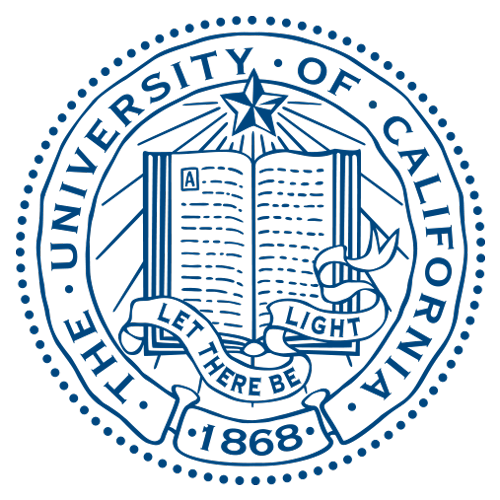 · THE · UNIVERSITY · OF · CALIFORNIA ·
A
LET THERE BE LIGHT
· 1868 ·